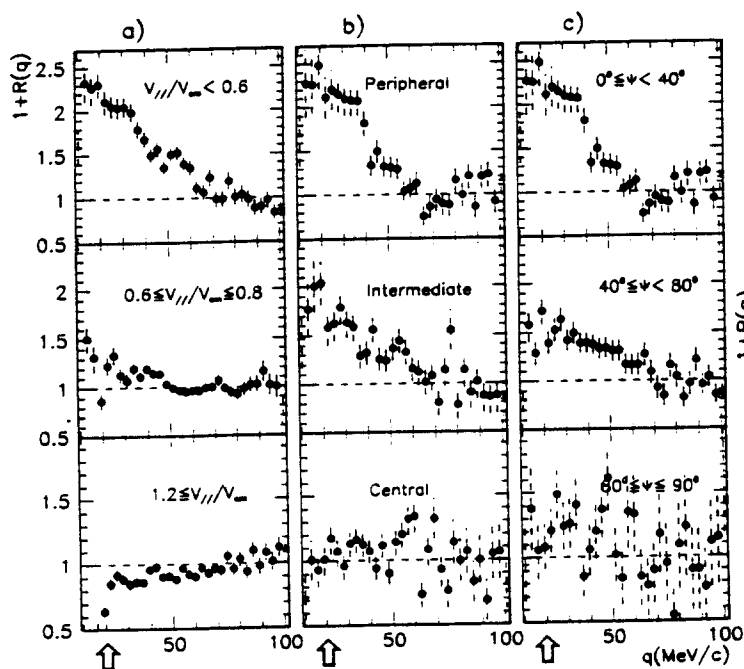 a)
b)
c)
1+R(q)
2.5
2
1.5
1
0.5
V///V∞ < 0.6
Peripheral
0°≦ψ< 40°
2
1.5
1
0.5
0.6≦V///V∞≦0.8
Intermediate
40°≦ψ< 80°
1+R(q)
2
1.5
1
0.5
1.2≦V///V∞
Central
80°≦ψ≦ 90°
50
100
50
100
50
100
q(MeV/c)